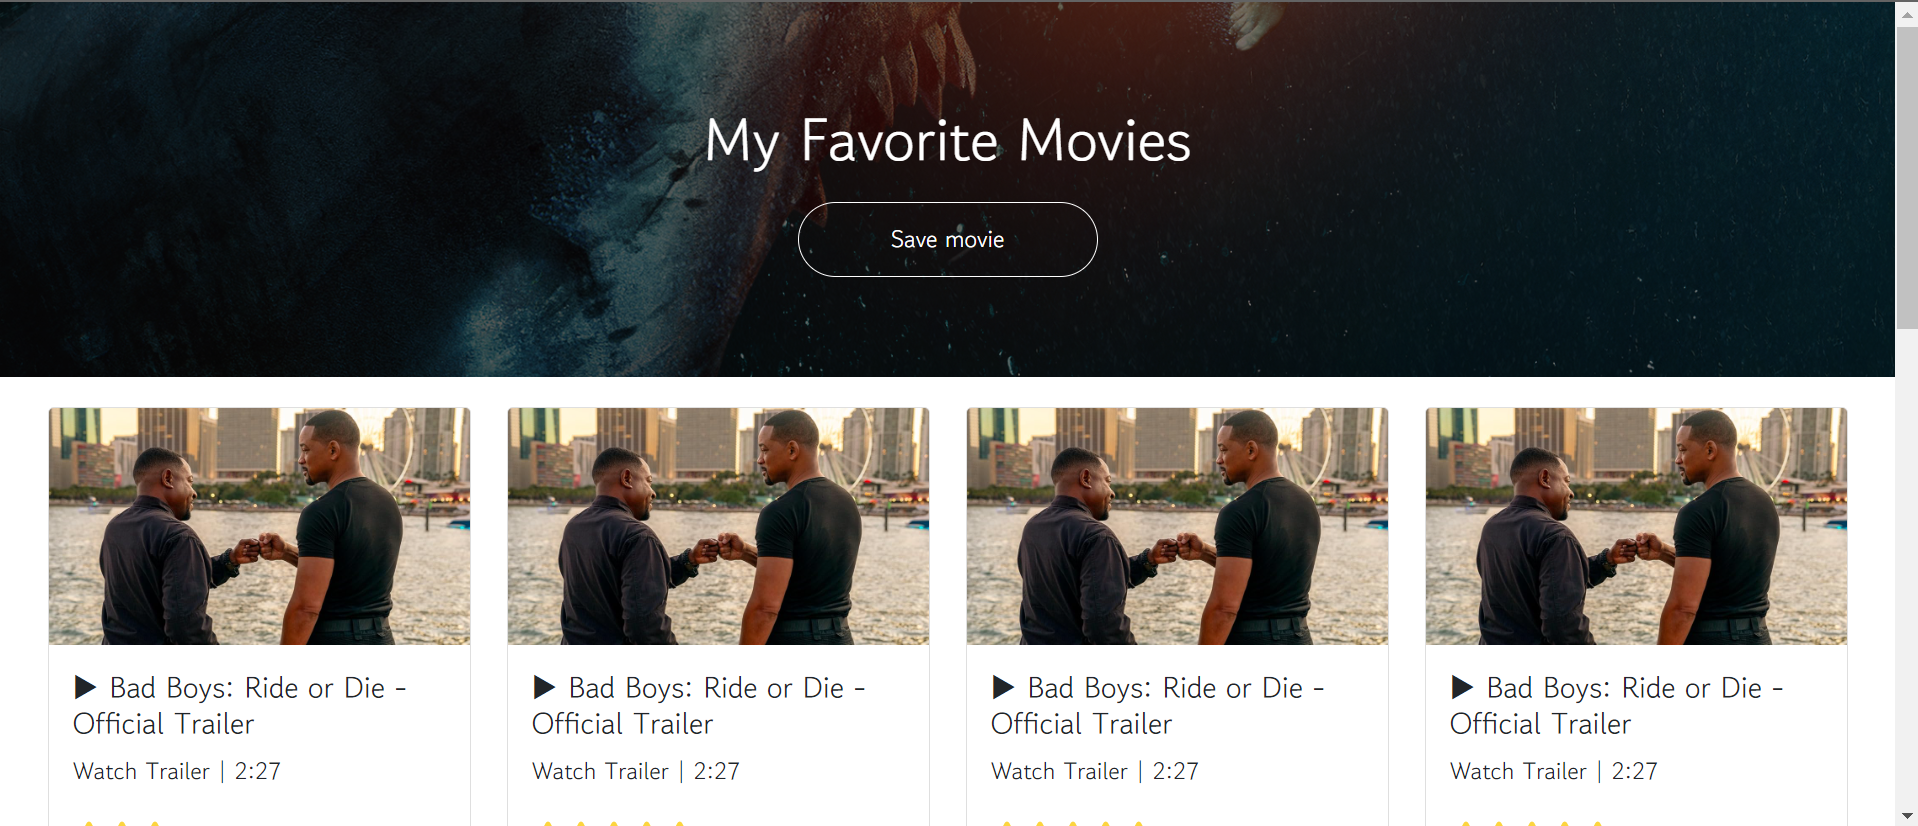 My Favorite Movies
Save movie
▶ Bad Boys: Ride or Die -
Official Trailer
Watch Trailer | 2:27
▶ Bad Boys: Ride or Die -
Official Trailer
Watch Trailer | 2:27
▶ Bad Boys: Ride or Die -
Official Trailer
Watch Trailer | 2:27
▶ Bad Boys: Ride or Die -
Official Trailer
Watch Trailer | 2:27